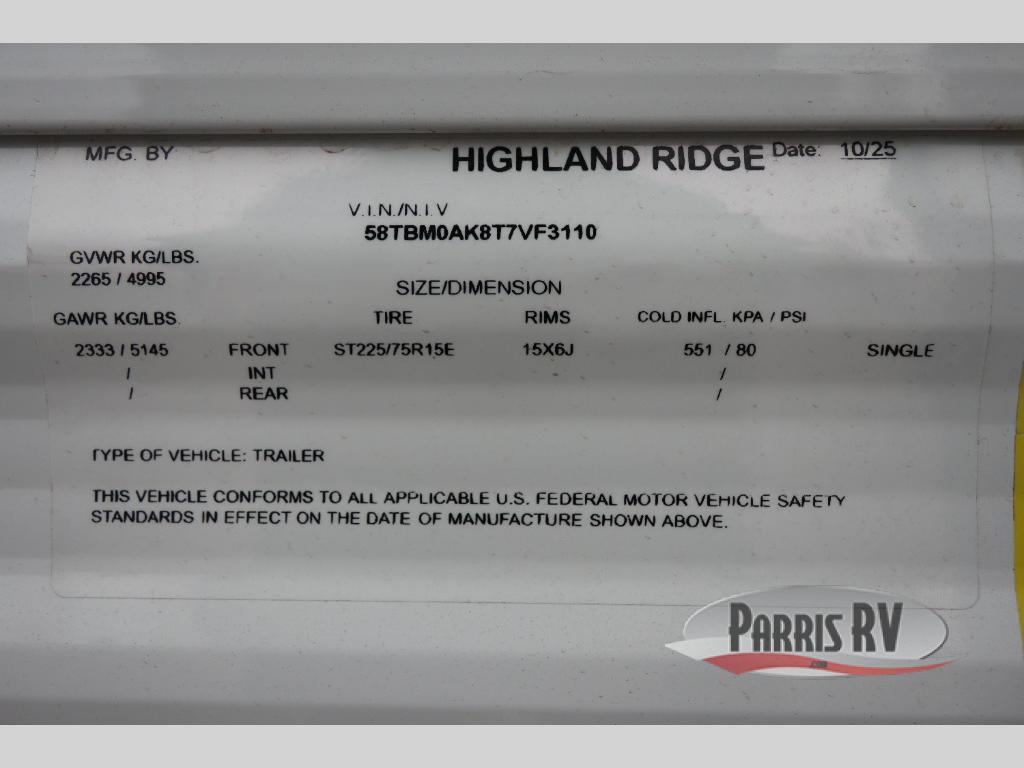 MFG. BY HIGHLAND RIDGE Date: 10/25
V.I.N./N.I.V
58TBM0AK8T7VF3110
GVWR KG/LBS.
2265 / 4995
SIZE/DIMENSION
GAWR KG/LBS. TIRE RIMS COLD INFL. KPA / PSI
2333 / 5145 FRONT ST225/75R15E 15X6J 551 / 80 SINGLE
/ INT /
/ REAR /
TYPE OF VEHICLE: TRAILER
THIS VEHICLE CONFORMS TO ALL APPLICABLE U.S. FEDERAL MOTOR VEHICLE SAFETY
STANDARDS IN EFFECT ON THE DATE OF MANUFACTURE SHOWN ABOVE.
PARRIS RV
.com